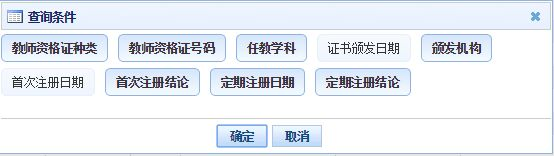 查询条件
教师资格证种类 教师资格证号码 任教学科 证书颁发日期 颁发机构
首次注册日期 首次注册结论 定期注册日期 定期注册结论
确定 取消